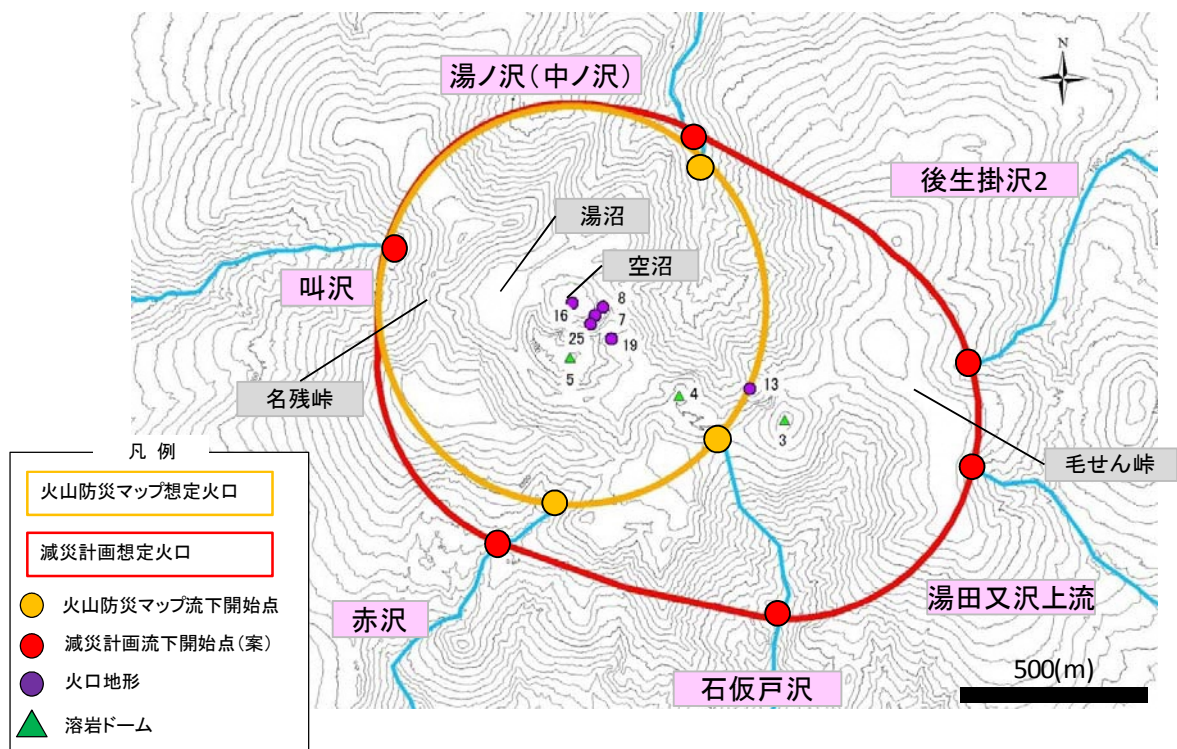 湯ノ沢(中ノ沢)
N
後生掛沢2
湯沼
空沼
叫沢
8
16
7
25
19
5
13
4
3
名残峠
毛せん峠
凡 例
火山防災マップ想定火口
減災計画想定火口
火山防災マップ流下開始点
減災計画流下開始点(案)
火口地形
溶岩ドーム
赤沢
湯田又沢上流
石仮戸沢
500(m)